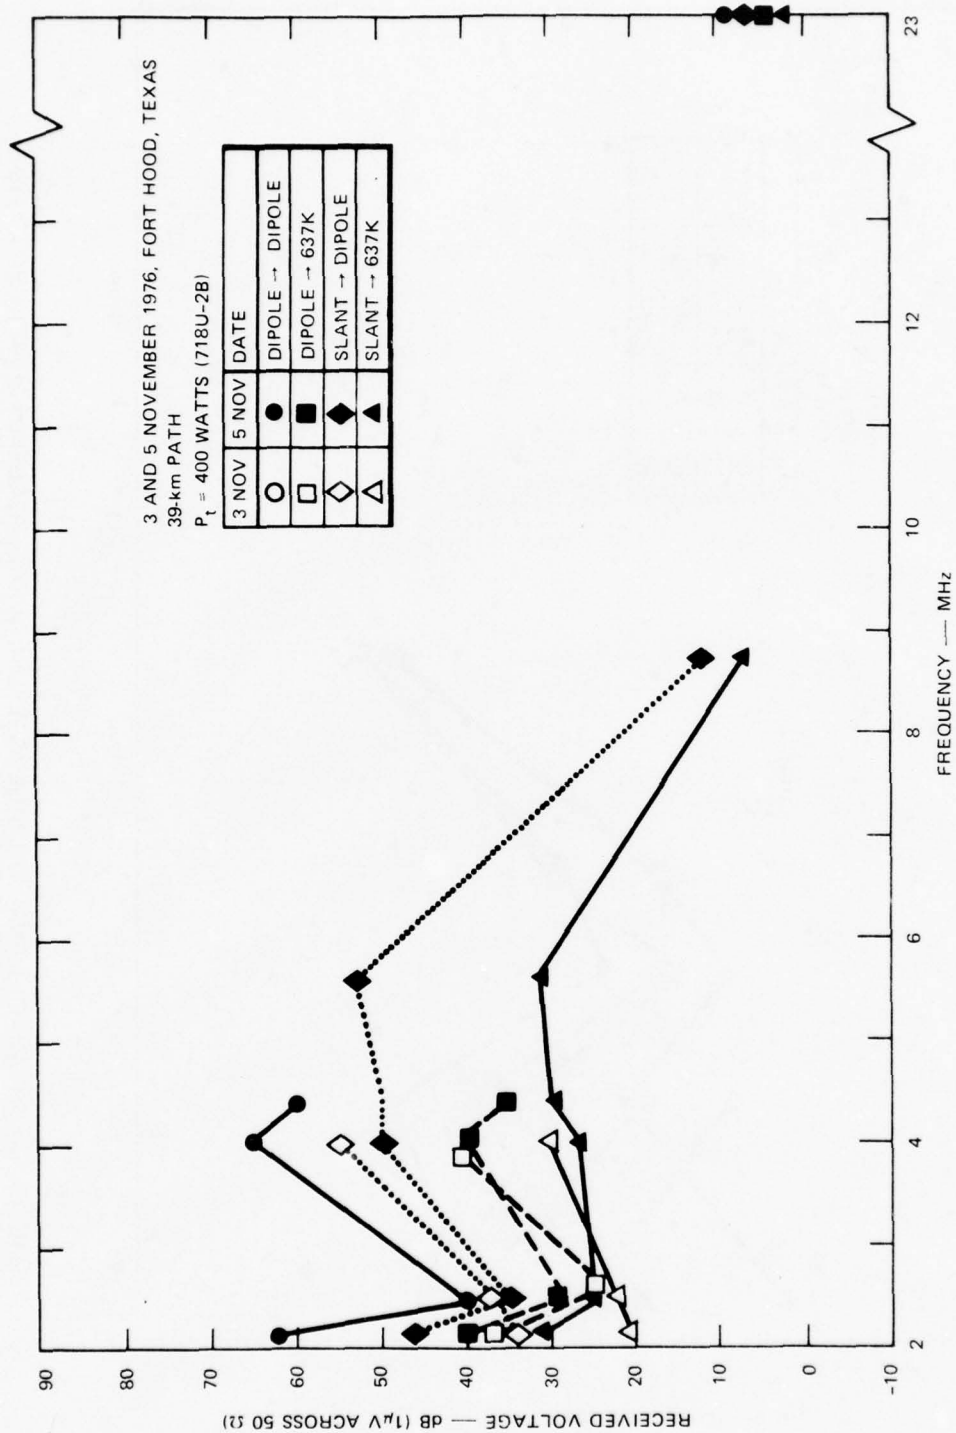 3 AND 5 NOVEMBER 1976, FORT HOOD, TEXAS
39-km PATH
Pt = 400 WATTS (718U-2B)
3 NOV 5 NOV DATE
DIPOLE → DIPOLE
DIPOLE → 637K
SLANT → DIPOLE
SLANT → 637K
90
80
70
60
50
40
30
20
10
0
-10
RECEIVED VOLTAGE — dB (1μV ACROSS 50 Ω)
2 4 6 8 10 12 23
FREQUENCY — MHz